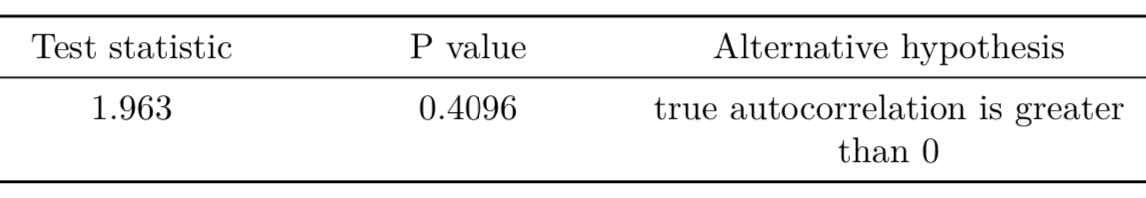 Test statistic P value Alternative hypothesis
1.963 0.4096 true autocorrelation is greater
than 0